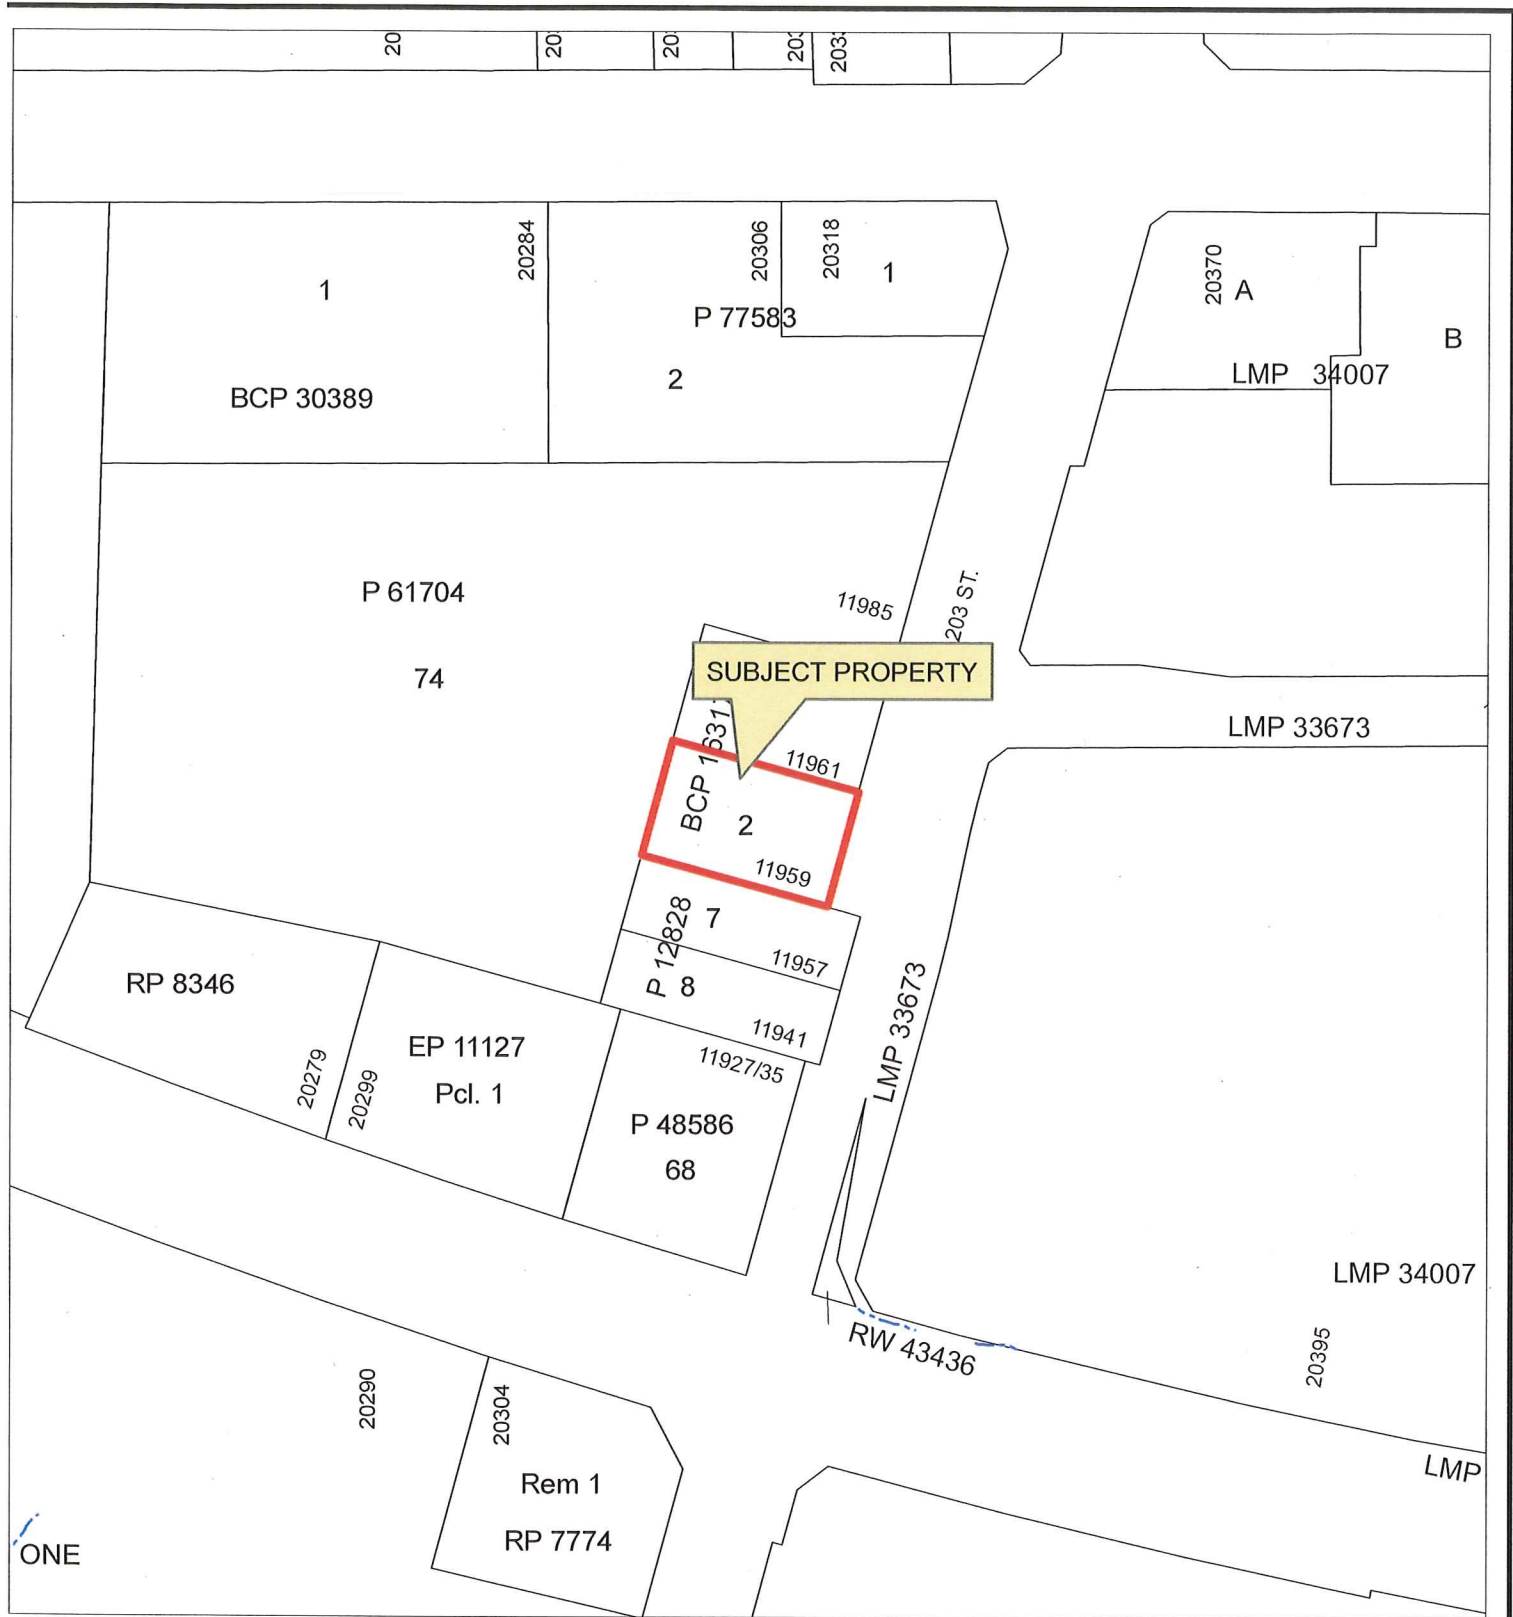 20
20
20
20
203
20284
20306
20318
1
1
P 77583
2
BCP 30389
20370
A
B
LMP 34007
P 61704
74
11985
203 ST.
SUBJECT PROPERTY
LMP 33673
11961
2
11959
7
P 12828
11957
8
11941
11927/35
RP 8346
EP 11127
Pcl. 1
20279
20299
P 48586
68
LMP 33673
LMP 34007
RW 43436
20395
20290
20304
Rem 1
RP 7774
LMP
ONE